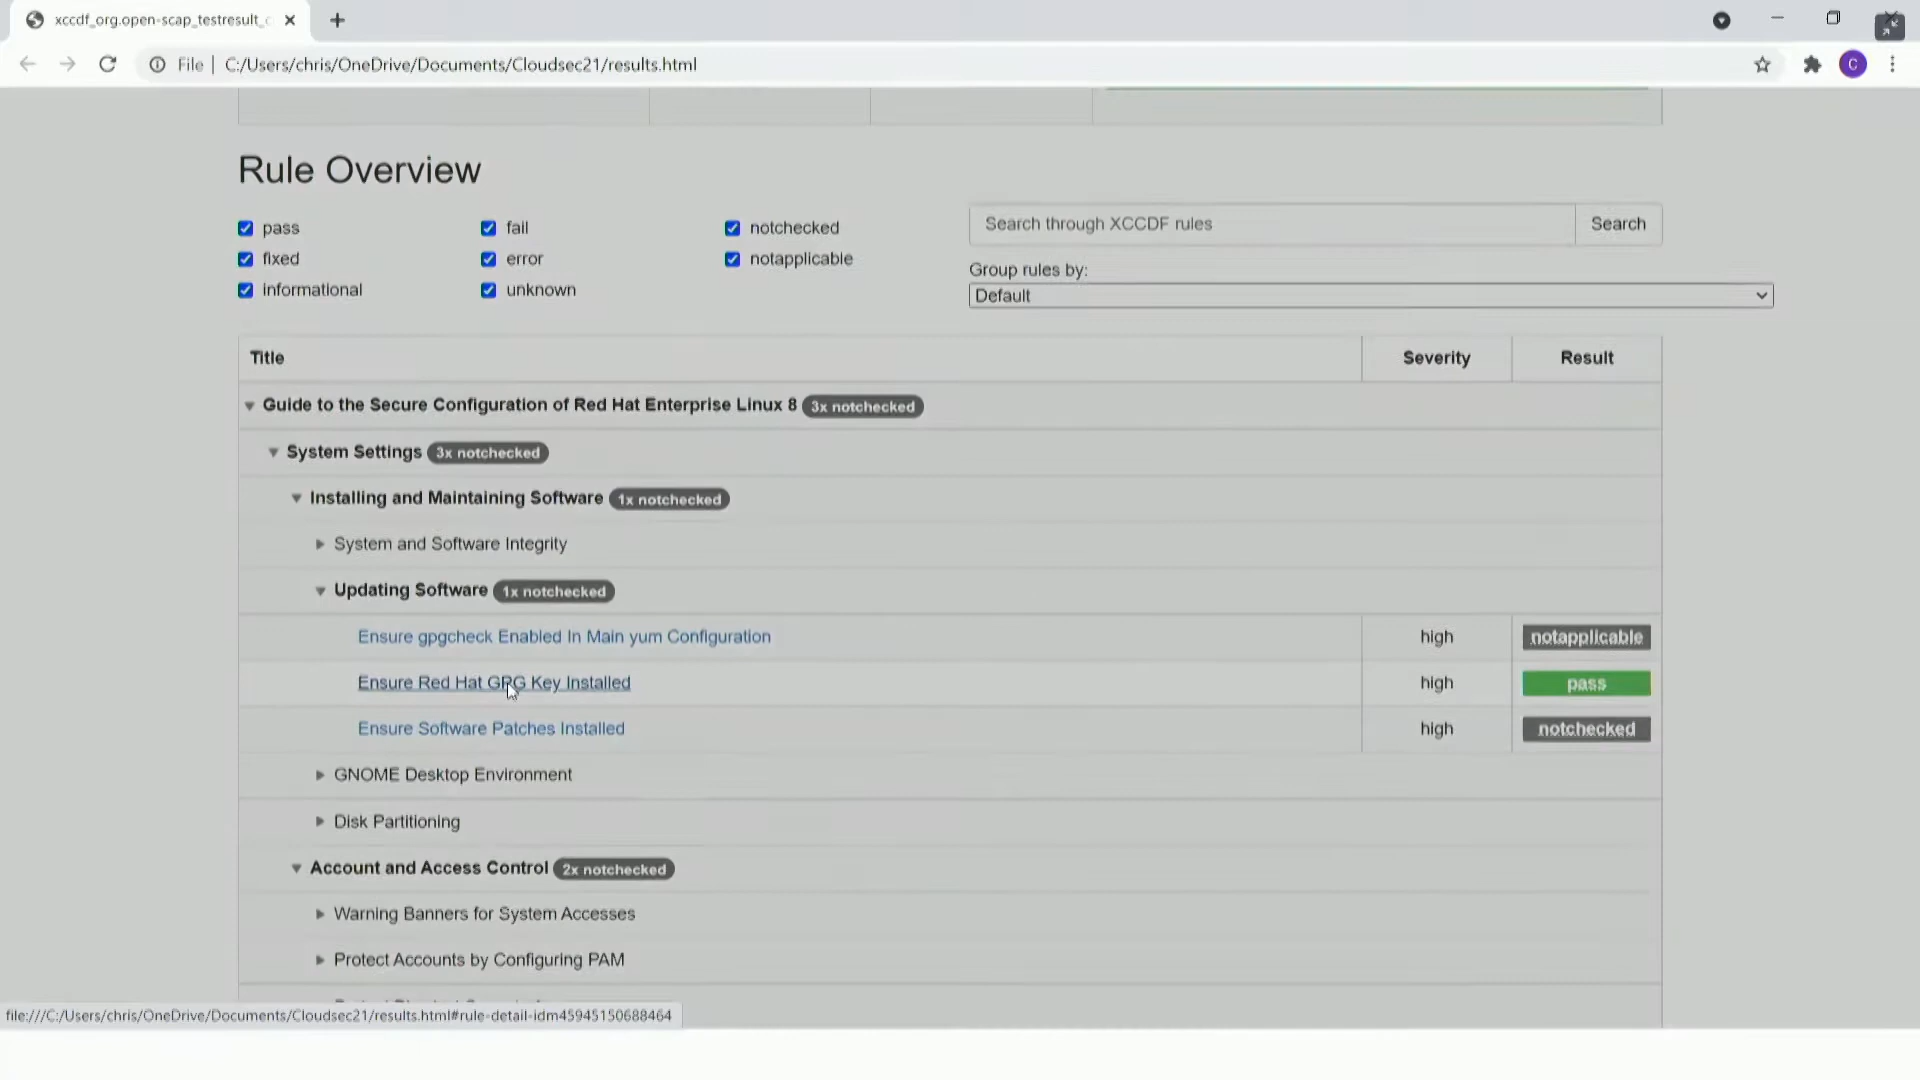 xccdf_org.open-scap_testresult_
File | C:/Users/chris/OneDrive/Documents/Cloudsec21/results.html
C
Rule Overview
pass fail notchecked
fixed error notapplicable
informational unknown
Search through XCCDF rules Search
Group rules by:
Default
Title Severity Result
Guide to the Secure Configuration of Red Hat Enterprise Linux 8 3x notchecked
System Settings 3x notchecked
Installing and Maintaining Software 1x notchecked
System and Software Integrity
Updating Software 1x notchecked
Ensure gpgcheck Enabled In Main yum Configuration high notapplicable
Ensure Red Hat GPG Key Installed high pass
Ensure Software Patches Installed high notchecked
GNOME Desktop Environment
Disk Partitioning
Account and Access Control 2x notchecked
Warning Banners for System Accesses
Protect Accounts by Configuring PAM
file:///C:/Users/chris/OneDrive/Documents/Cloudsec21/results.html#rule-detail-idm45945150688464